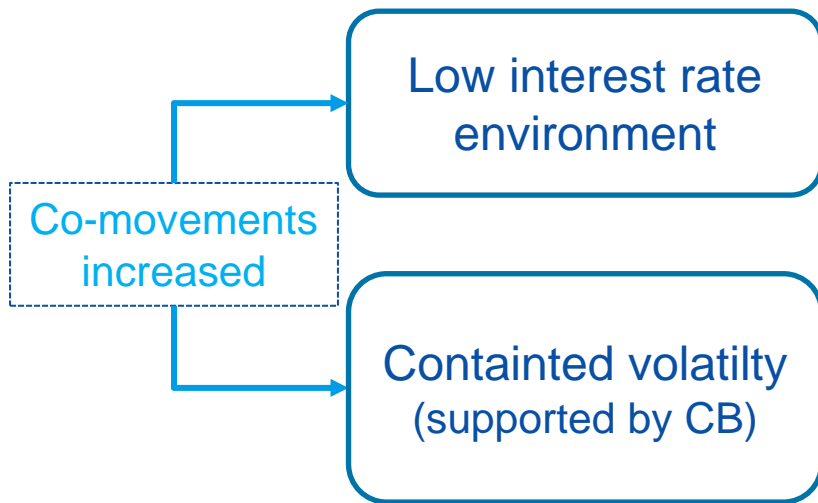 Low interest rate
environment
Co-movements
increased
Containted volatilty
(supported by CB)